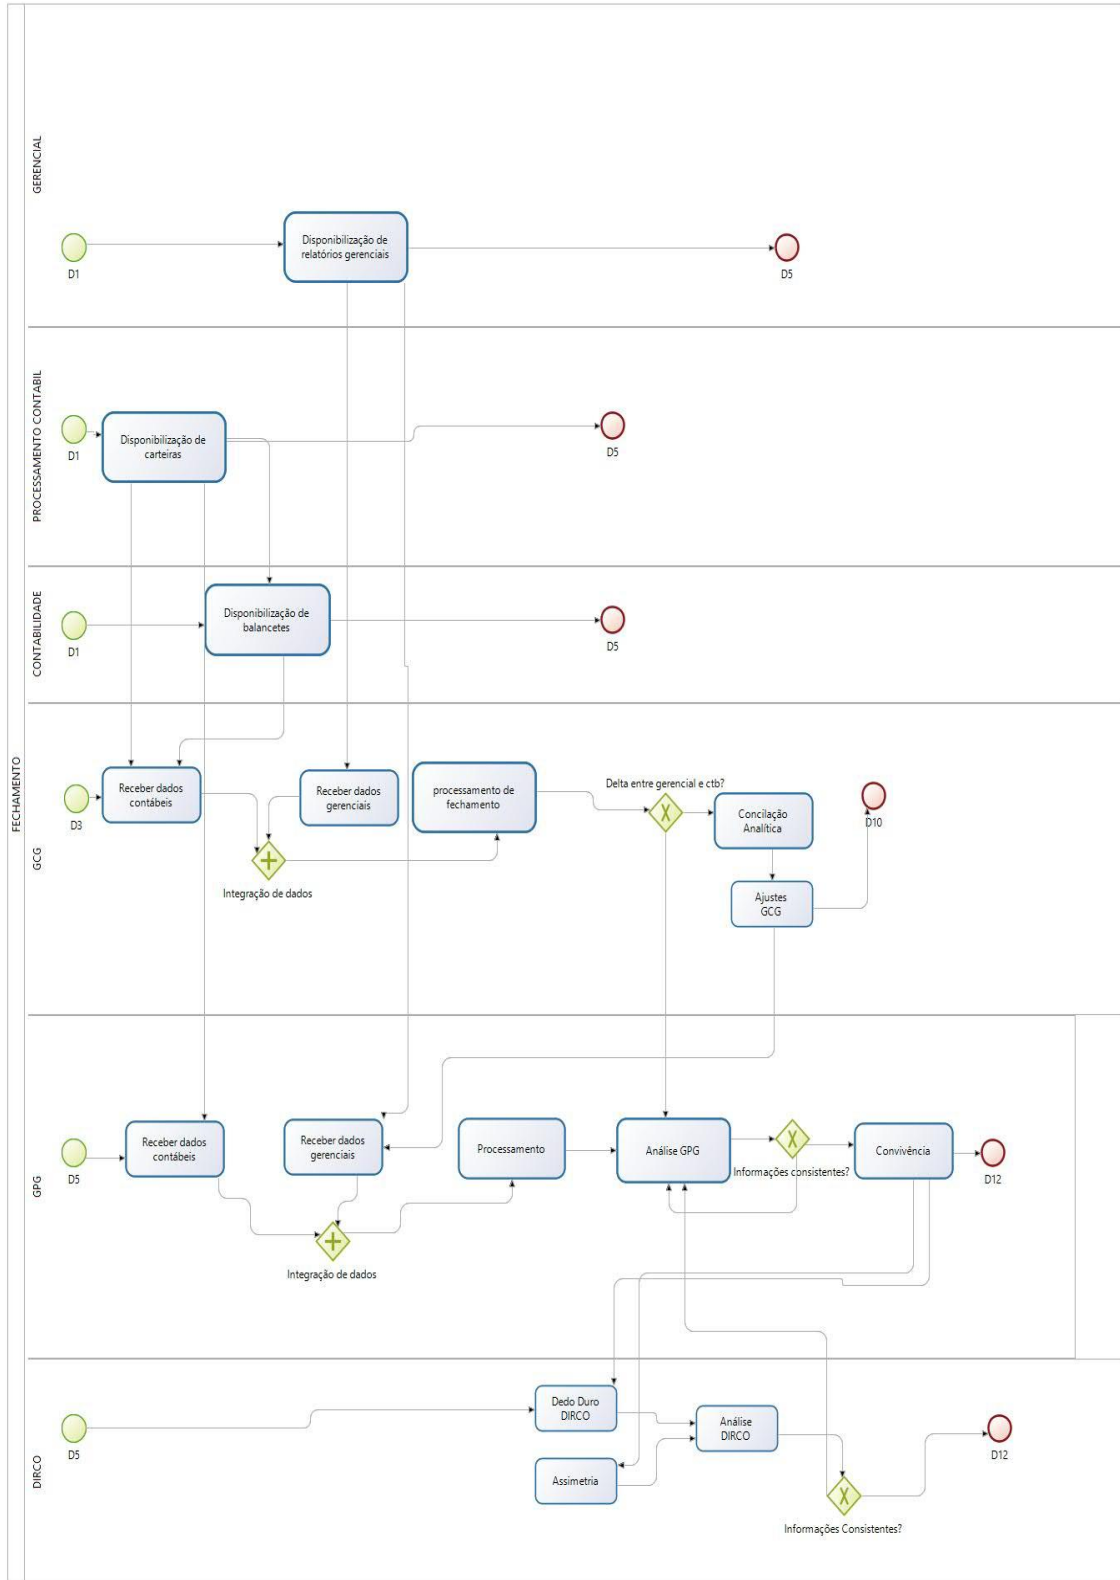 FECHAMENTO
GERENCIAL
D1
Disponibilização de
relatórios gerenciais
D5
PROCESSAMENTO CONTABIL
D1
Disponibilização de
carteiras
D5
CONTABILIDADE
D1
Disponibilização de
balancetes
D5
GCG
D3
Receber dados
contábeis
Integração de dados
Receber dados
gerenciais
processamento de
fechamento
Delta entre gerencial e ctb?
Concilação
Analítica
Ajustes
GCG
D10
GPG
D5
Receber dados
contábeis
Receber dados
gerenciais
Integração de dados
Processamento
Análise GPG
Informações consistentes?
Convivência
D12
DIRCO
D5
Dedo Duro
DIRCO
Assimetria
Análise
DIRCO
Informações Consistentes?
D12